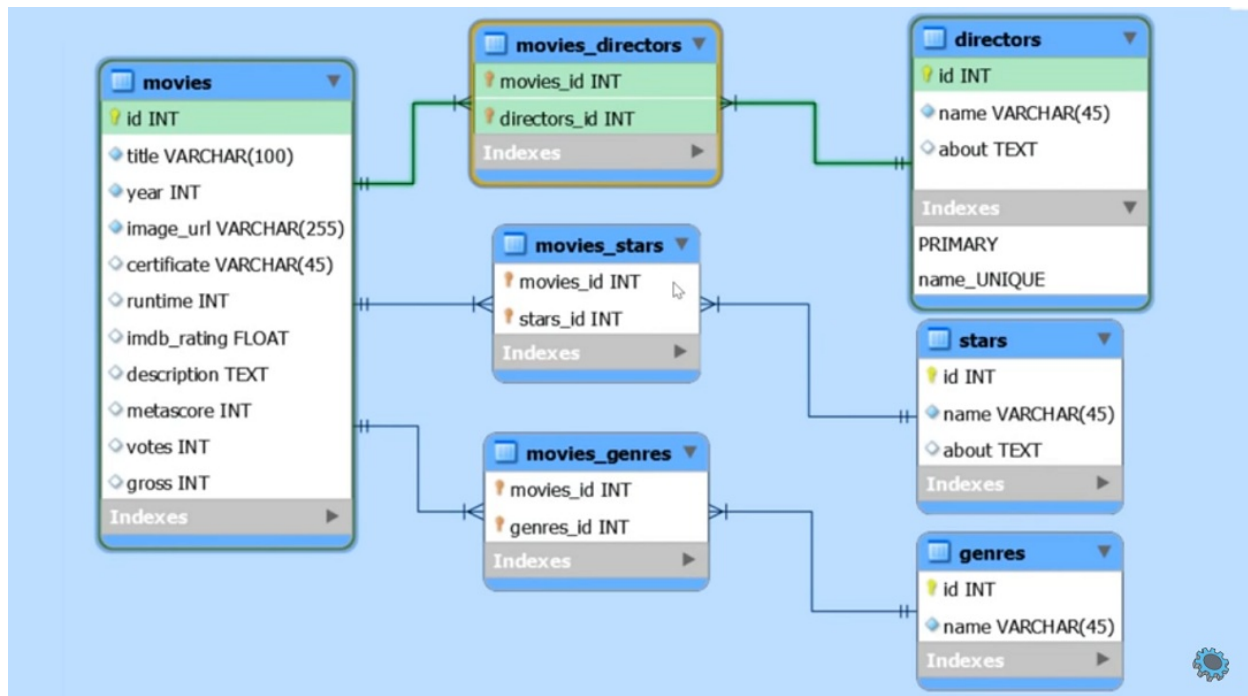 movies
id INT
title VARCHAR(100)
year INT
image_url VARCHAR(255)
certificate VARCHAR(45)
runtime INT
imdb_rating FLOAT
description TEXT
metascore INT
votes INT
gross INT
Indexes
movies_directors
movies_id INT
directors_id INT
Indexes
movies_stars
movies_id INT
stars_id INT
Indexes
movies_genres
movies_id INT
genres_id INT
Indexes
directors
id INT
name VARCHAR(45)
about TEXT
Indexes
PRIMARY
name_UNIQUE
stars
id INT
name VARCHAR(45)
about TEXT
Indexes
genres
id INT
name VARCHAR(45)
Indexes